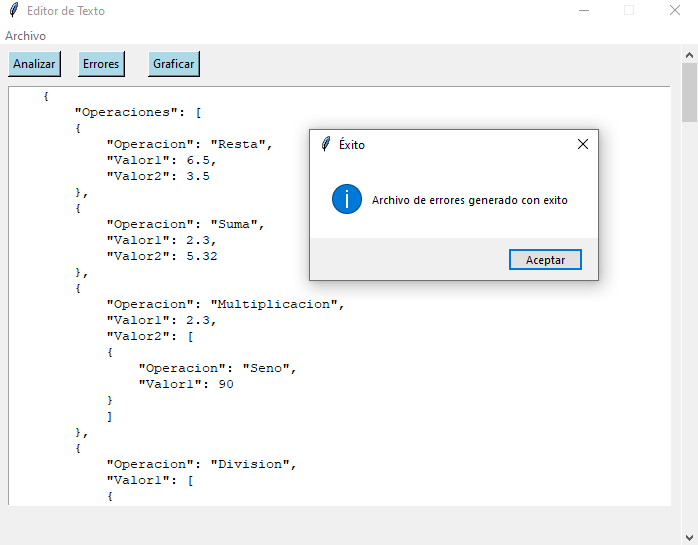 Editor de Texto
Archivo
Analizar Errores Graficar
{
"Operaciones": [
{
"Operacion": "Resta",
"Valor1": 6.5,
"Valor2": 3.5
},
{
"Operacion": "Suma",
"Valor1": 2.3,
"Valor2": 5.32
},
{
"Operacion": "Multiplicacion",
"Valor1": 2.3,
"Valor2": [
{
"Operacion": "Seno",
"Valor1": 90
}
]
},
{
"Operacion": "Division",
"Valor1": [
{
Éxito
Archivo de errores generado con exito
Aceptar